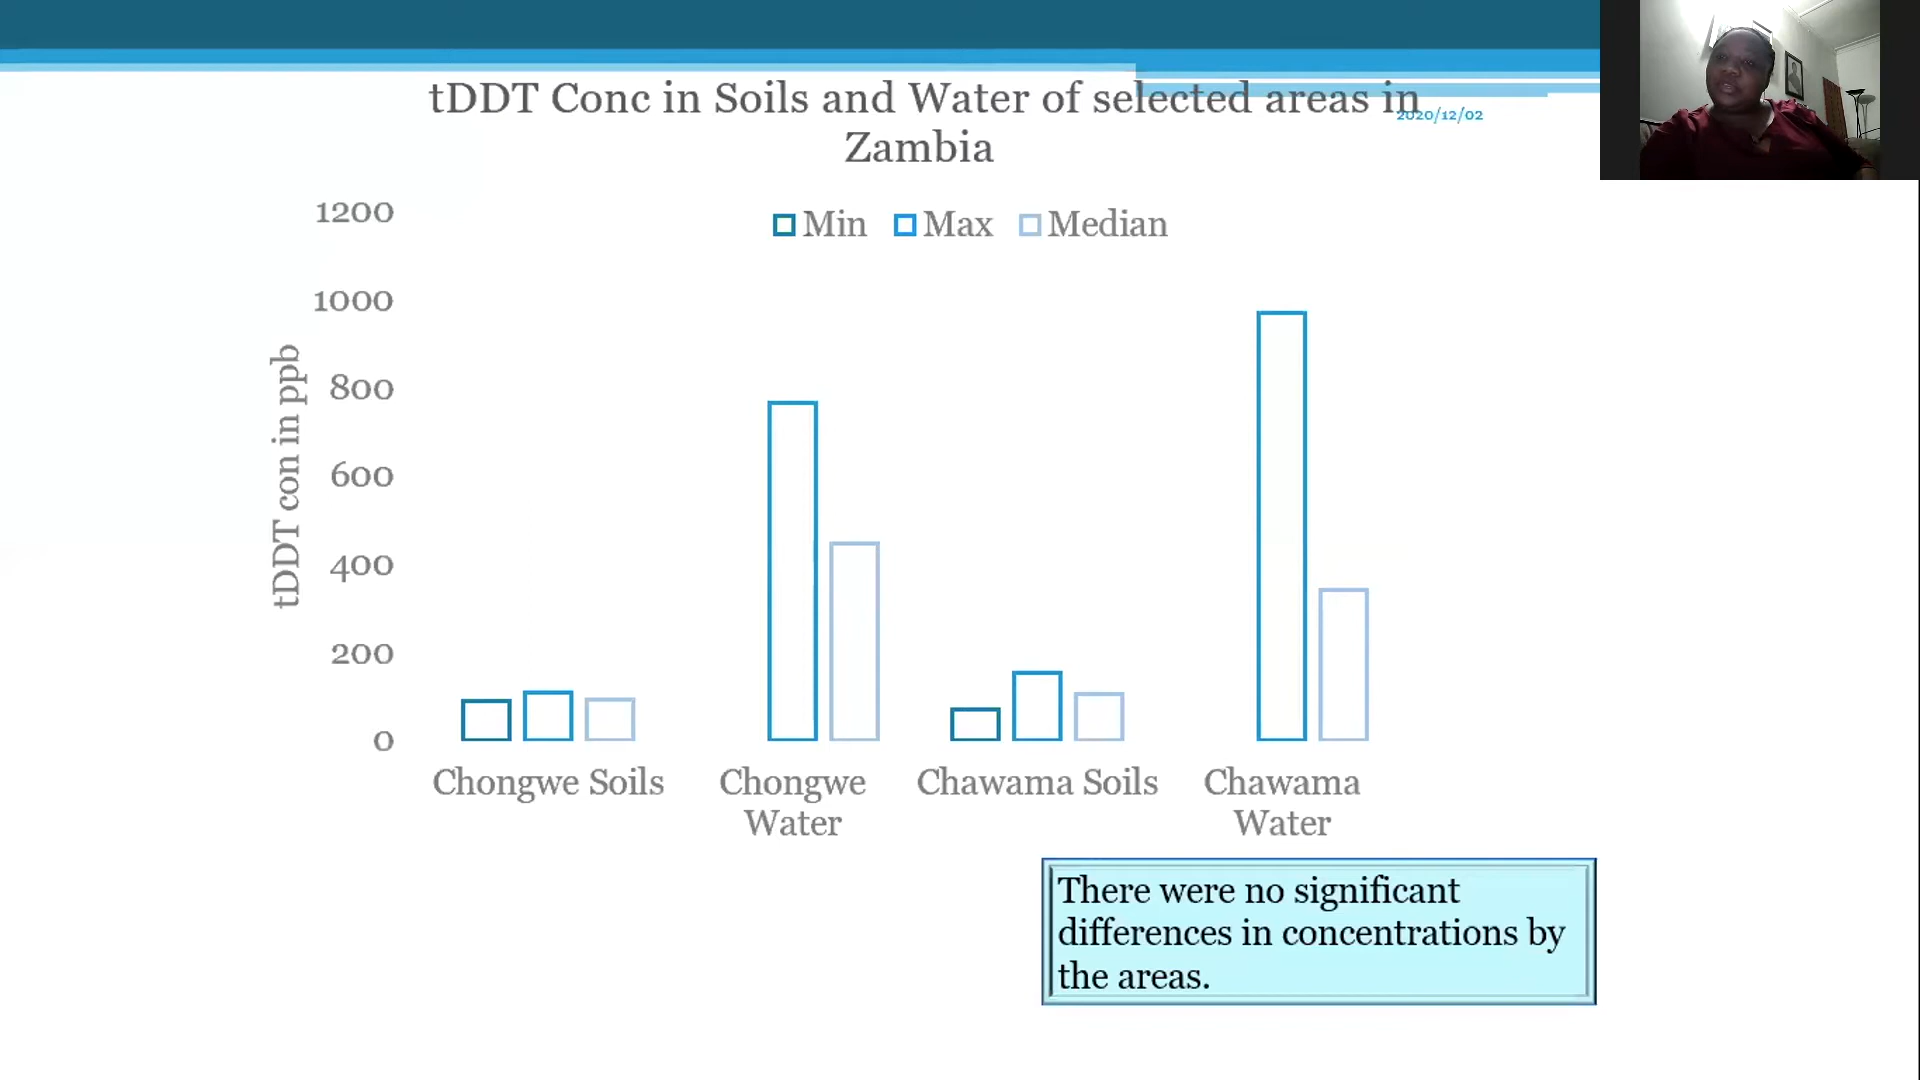 tDDT Conc in Soils and Water of selected areas in
Zambia
2020/12/02
Min Max Median
1200
1000
800
600
400
200
0
tDDT con in ppb
Chongwe Soils
Chongwe
Water
Chawama Soils
Chawama
Water
There were no significant
differences in concentrations by
the areas.